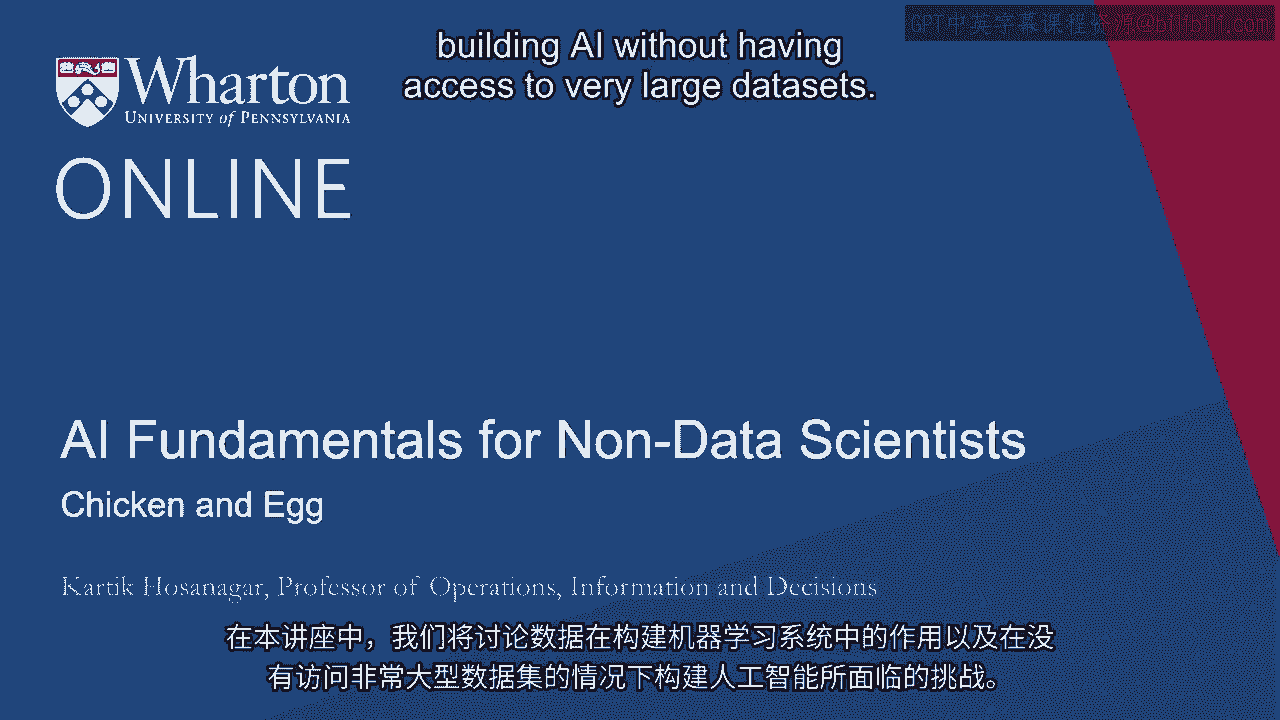 GPT中英字幕课程资源@bilibili.com
building AI without having
access to very large datasets.
Wharton
UNIVERSITY of PENNSYLVANIA
ONLINE
AI Fundamentals for Non-Data Scientists
Chicken and Egg
Kartik Hosanagar, Professor of Operations, Information and Decisions
在本讲座中，我们将讨论数据在构建机器学习系统中的作用以及在没
有访问非常大型数据集的情况下构建人工智能所面临的挑战。